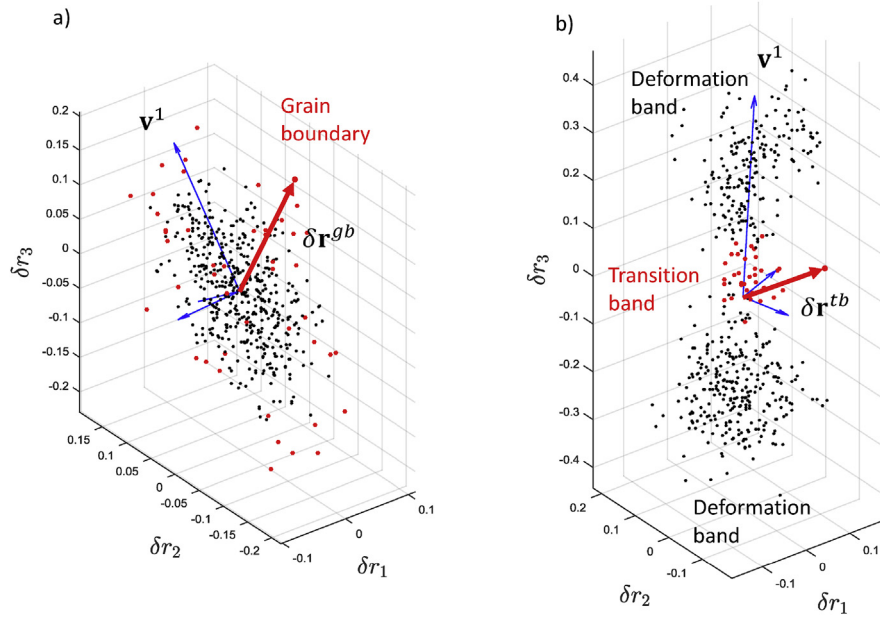 a)
Grain
boundary
v¹
δr^{gb}
δr₃
0.2
0.15
0.1
0.05
0
-0.05
-0.1
-0.15
-0.2
0.15
0.1
0.05
0
-0.05
-0.1
-0.15
-0.2
δr₂
-0.1
0
0.1
δr₁
b)
Deformation
band
v¹
Transition
band
δr^{tb}
Deformation
band
δr₃
0.4
0.3
0.2
0.1
0
-0.1
-0.2
-0.3
-0.4
0.2
0.1
0
-0.1
δr₂
-0.1
0
0.1
δr₁